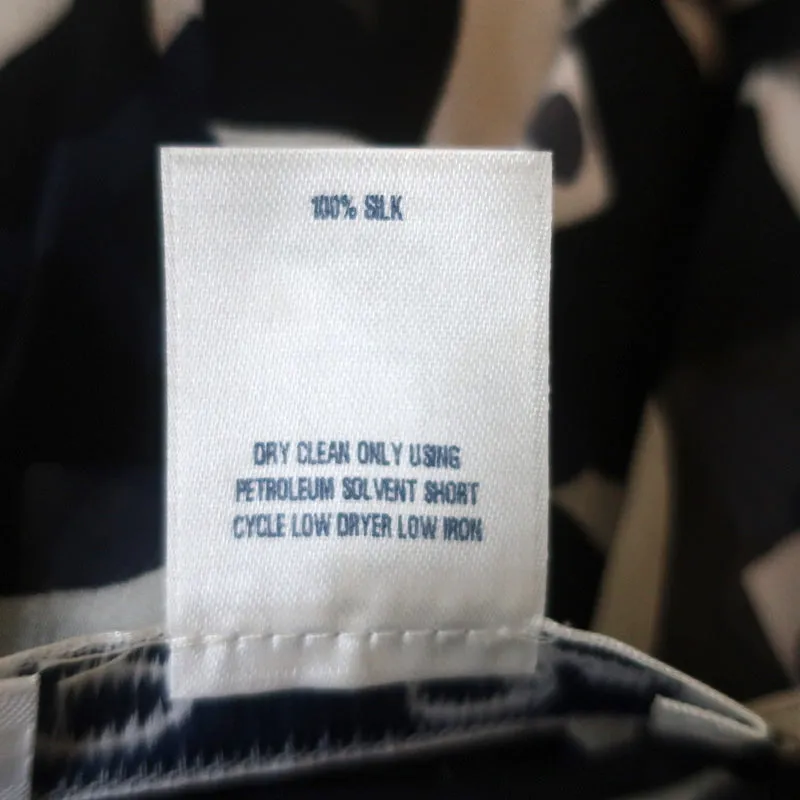 100% SILK
DRY CLEAN ONLY USING
PETROLEUM SOLVENT SHORT
CYCLE LOW DRYER LOW IRON